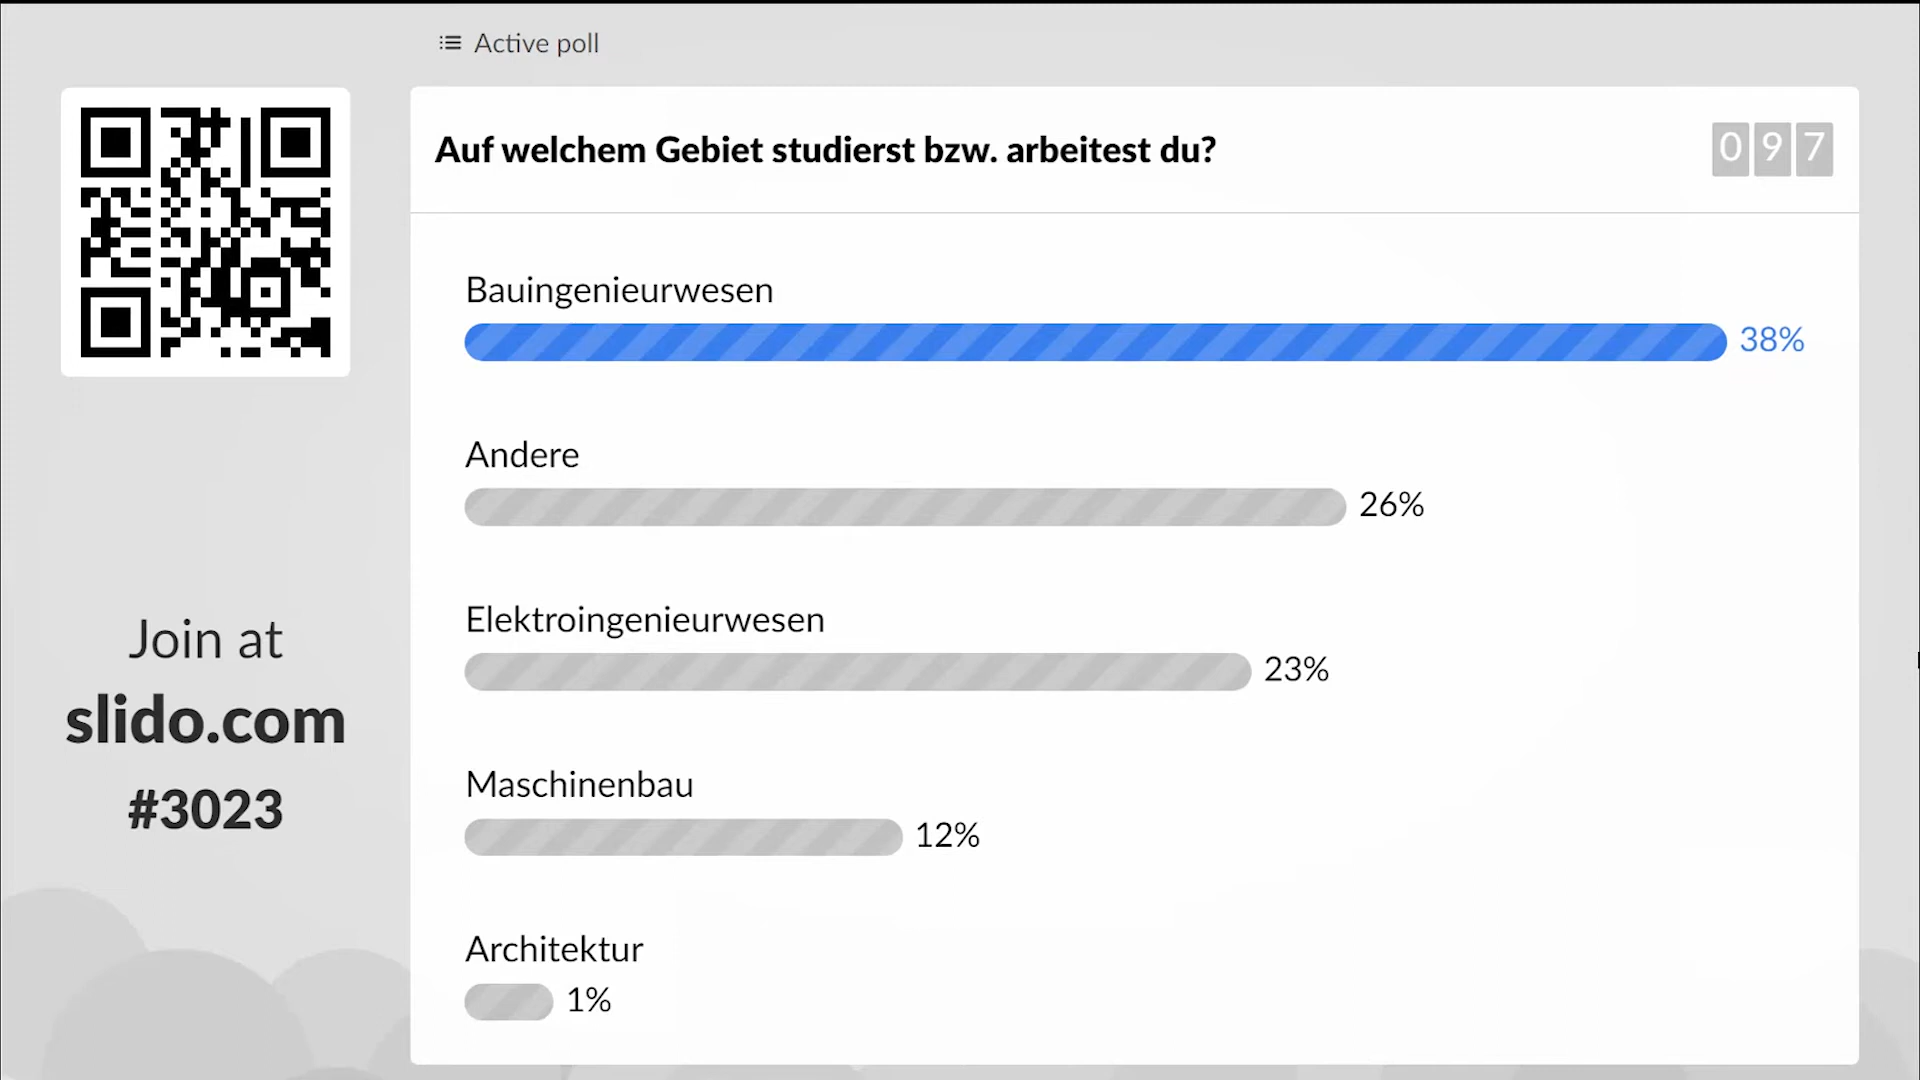 Active poll
Auf welchem Gebiet studierst bzw. arbeitest du?
097
Bauingenieurwesen
38%
Andere
26%
Elektroingenieurwesen
23%
Maschinenbau
12%
Architektur
1%
Join at
slido.com
#3023